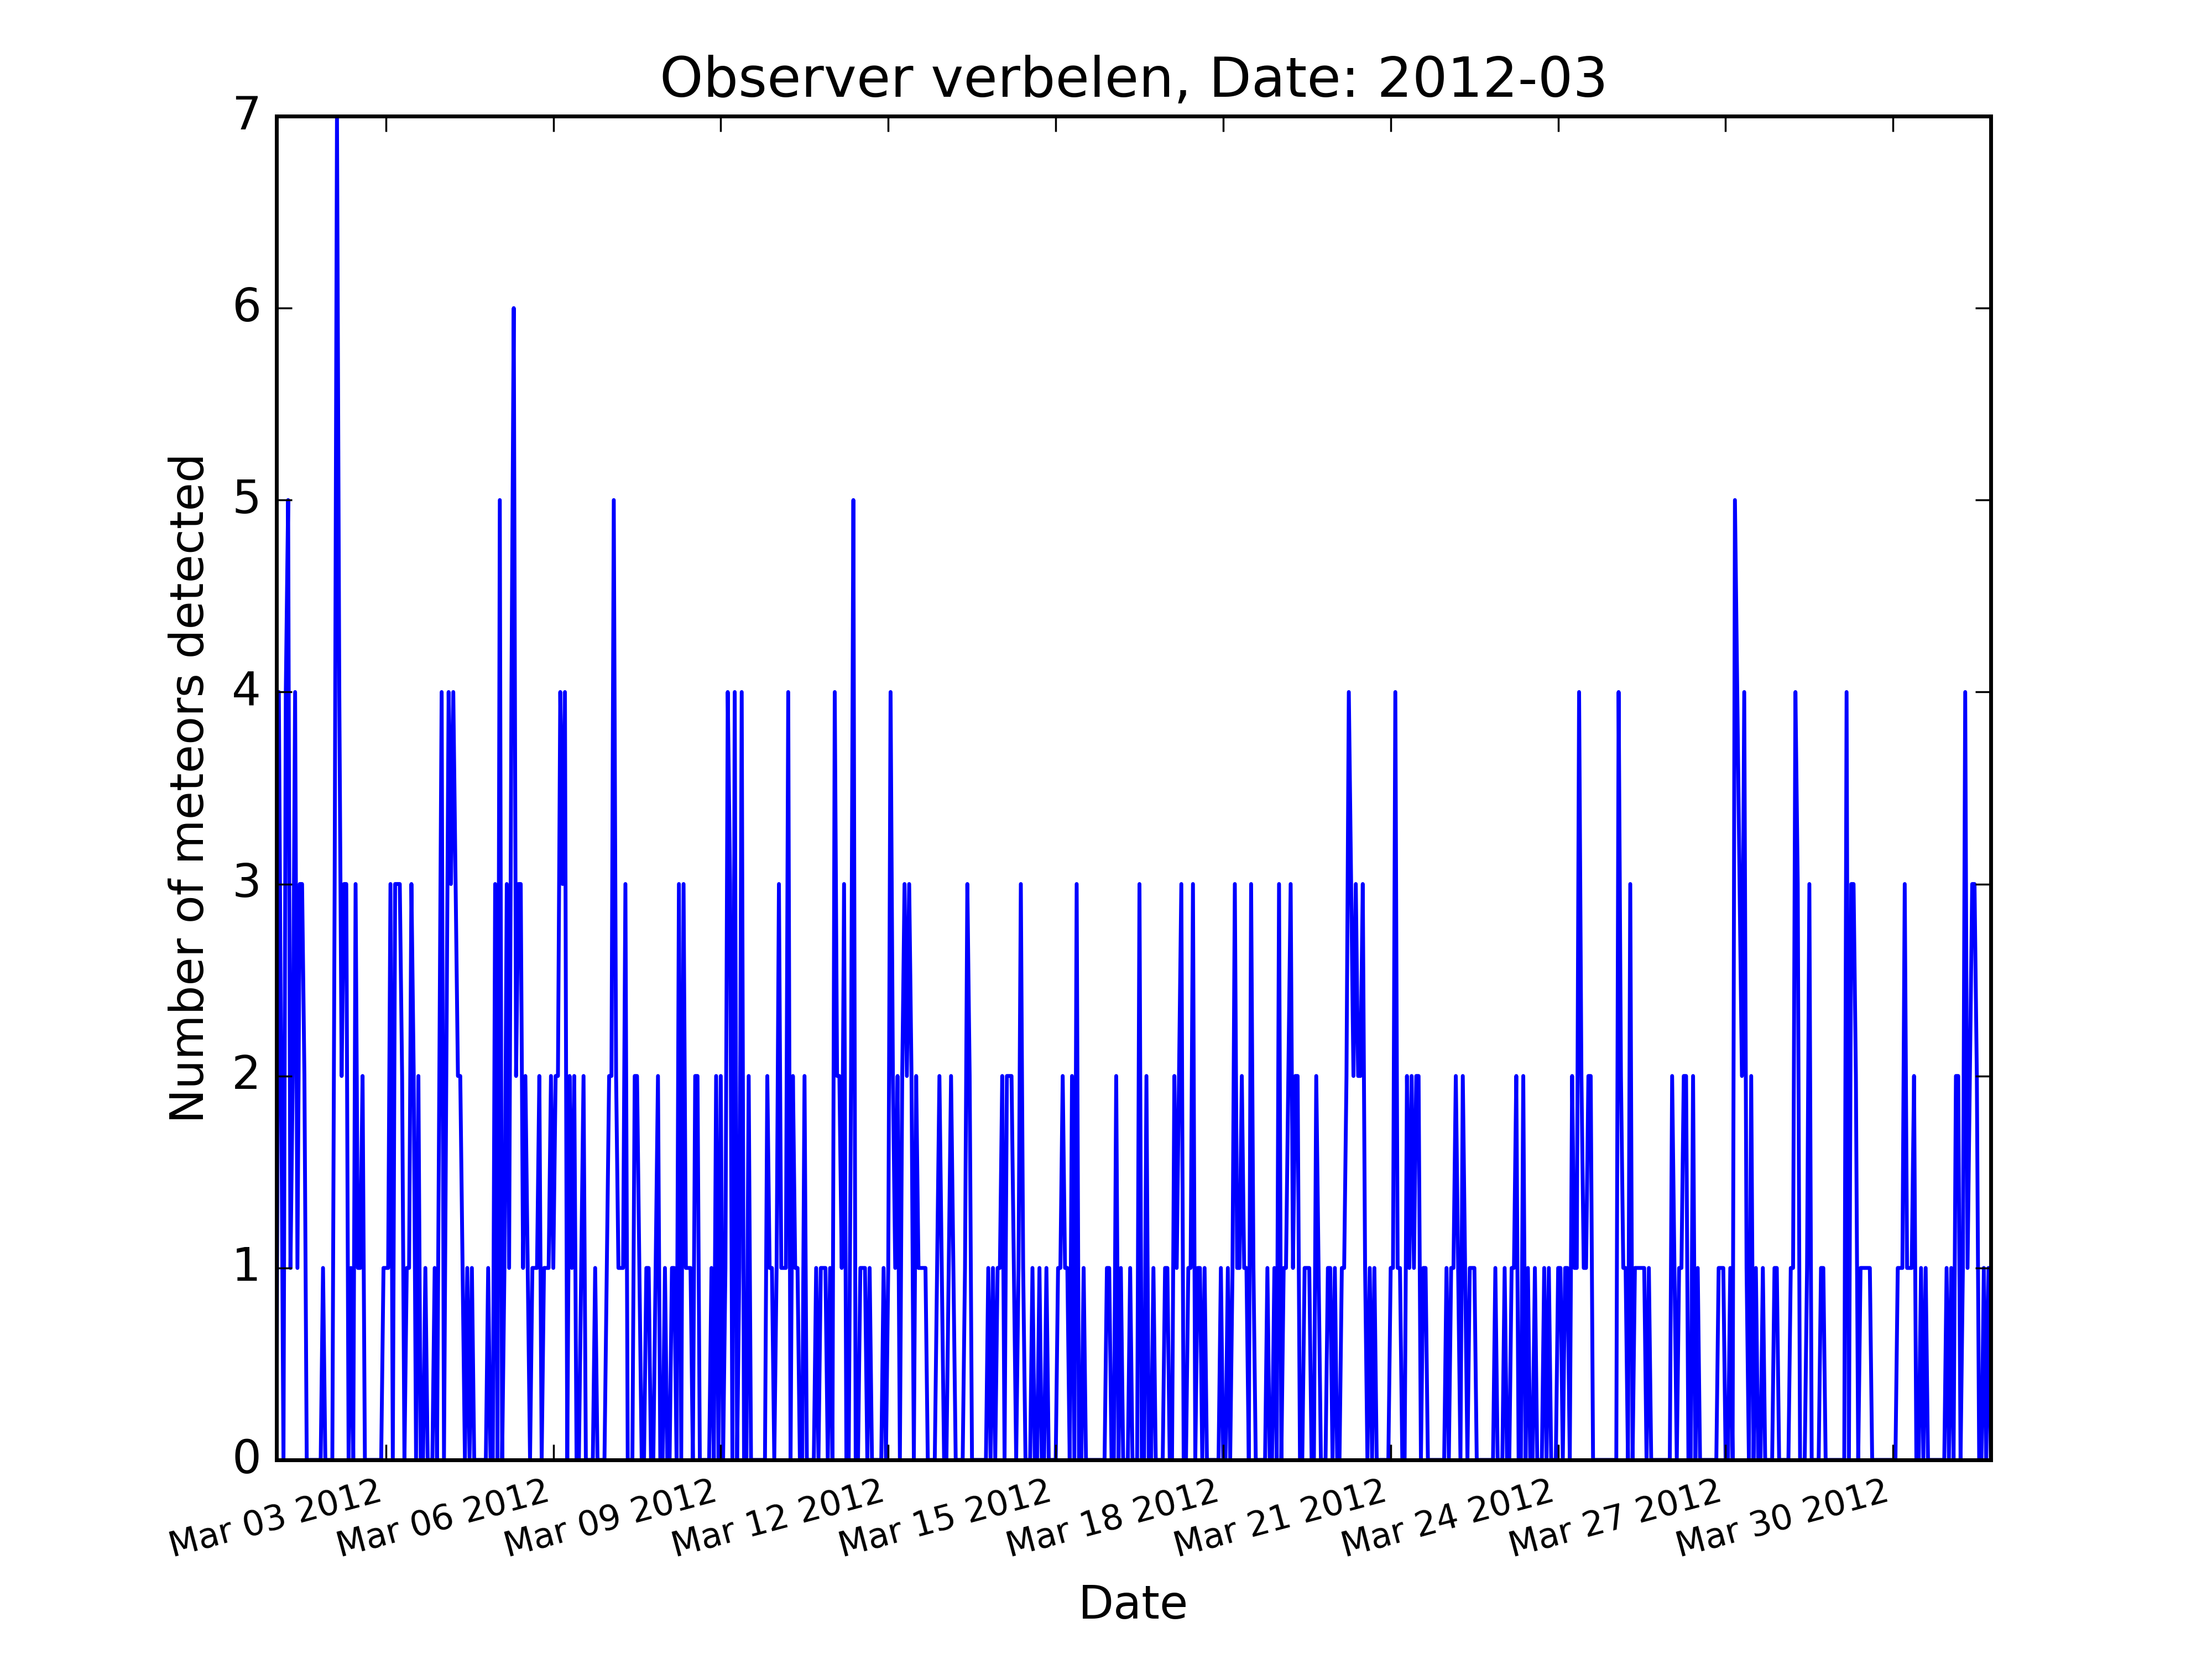 Observer verbelen, Date: 2012-03
7
6
5
4
3
2
1
0
Number of meteors detected
Mar 03 2012
Mar 06 2012
Mar 09 2012
Mar 12 2012
Mar 15 2012
Mar 18 2012
Mar 21 2012
Mar 24 2012
Mar 27 2012
Mar 30 2012
Date